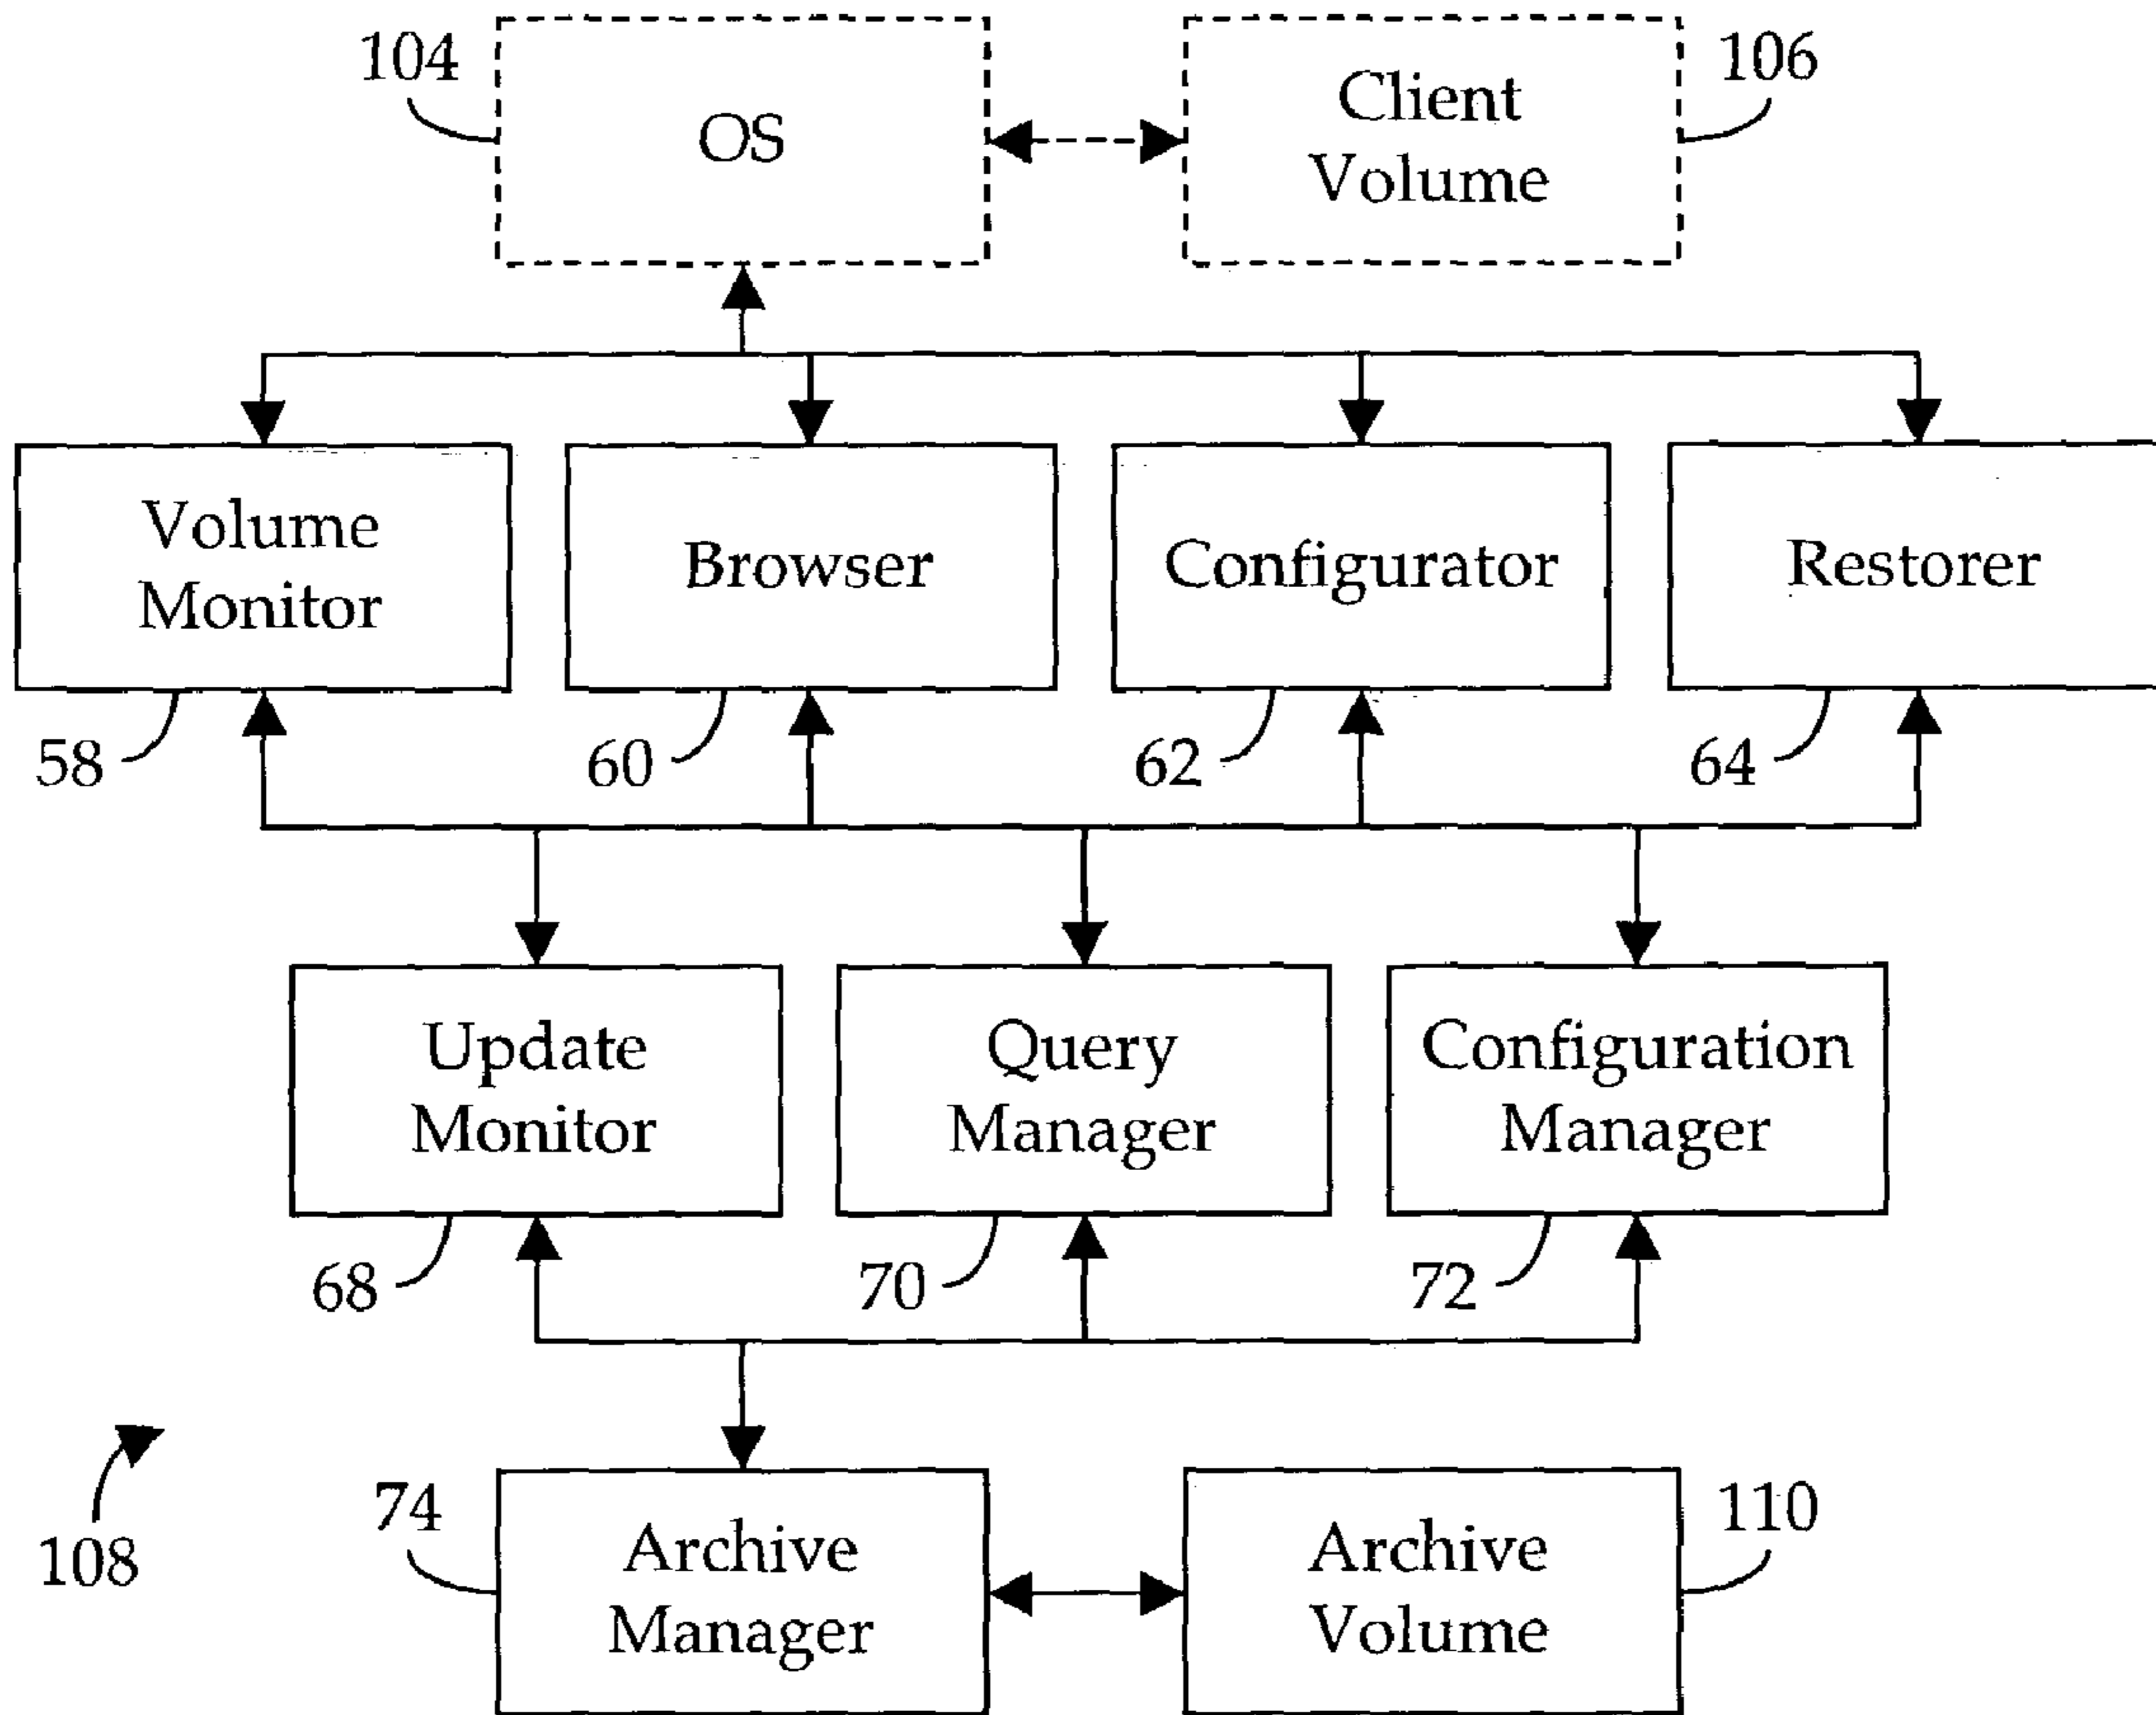 104
OS
Client
Volume
106
Volume
Monitor
Browser
Configurator
Restorer
58
60
62
64
Update
Monitor
Query
Manager
Configuration
Manager
68
70
72
108
74
Archive
Manager
Archive
Volume
110